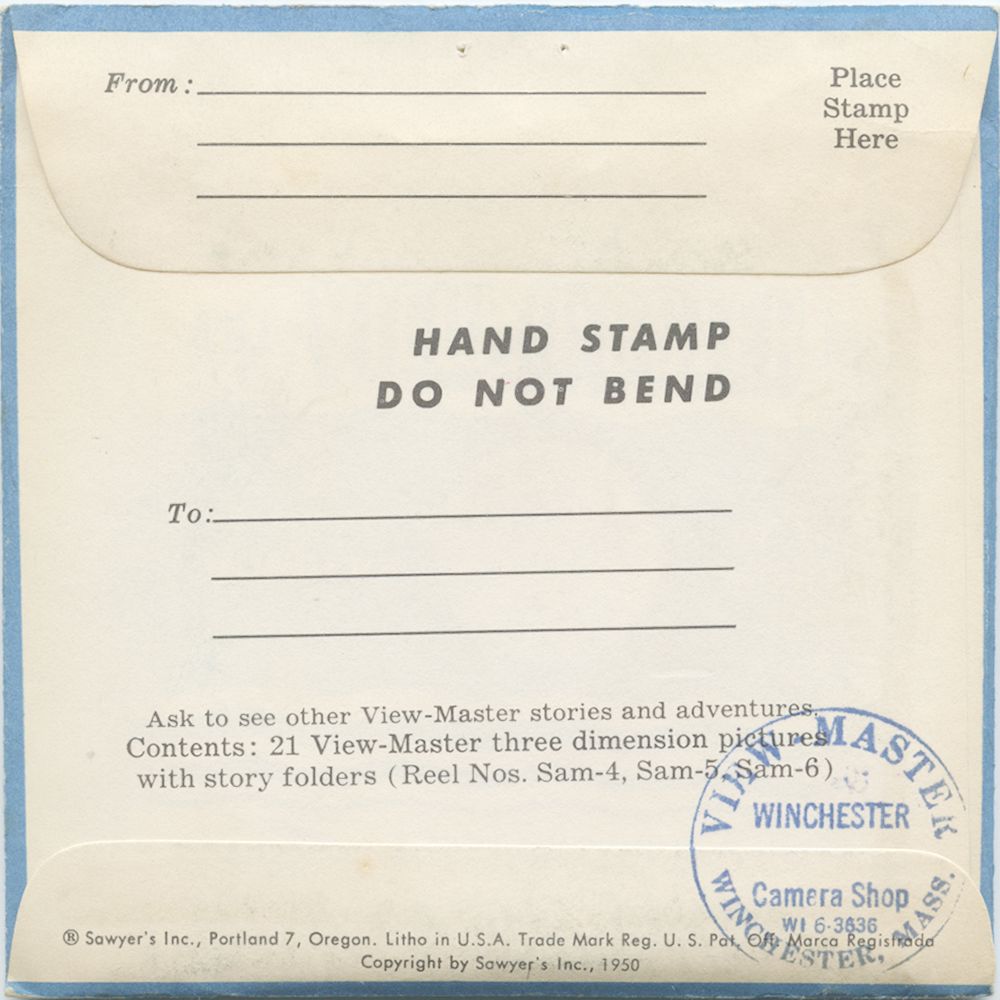 From :
Place
Stamp
Here
HAND STAMP
DO NOT BEND
To:
Ask to see other View-Master stories and adventures.
Contents: 21 View-Master three dimension pictures
with story folders (Reel Nos. Sam-4, Sam-5, Sam-6)
VIEW-MASTER
WINCHESTER
Camera Shop
WI 6-3636
WINCHESTER, MASS.
® Sawyer's Inc., Portland 7, Oregon. Litho in U.S.A. Trade Mark Reg. U. S. Pat. Off. Marca Registrada
Copyright by Sawyer's Inc., 1950